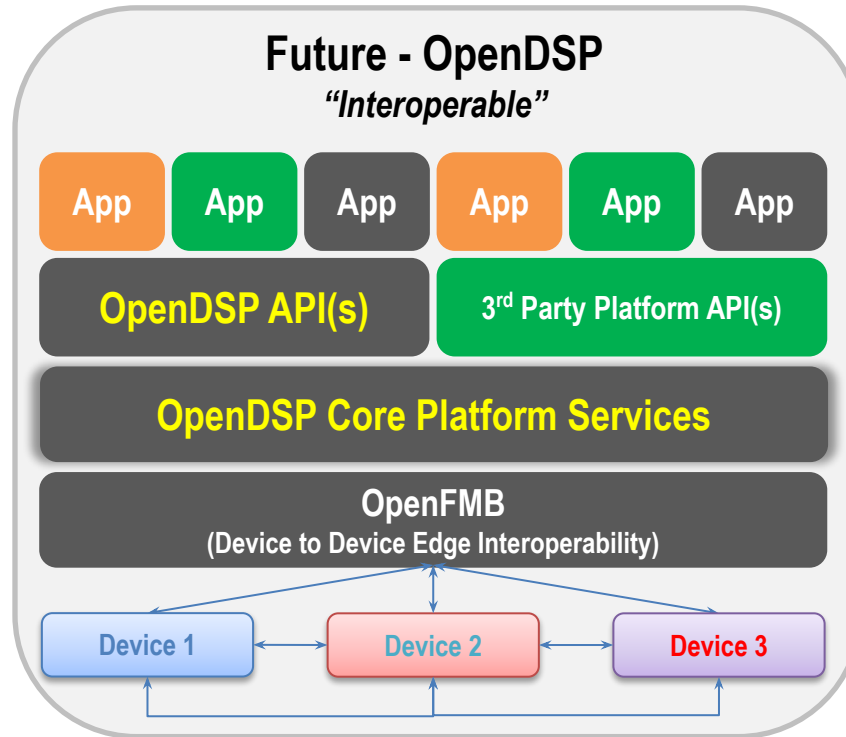 Future - OpenDSP
“Interoperable”
App App App App App App
OpenDSP API(s) 3rd Party Platform API(s)
OpenDSP Core Platform Services
OpenFMB
(Device to Device Edge Interoperability)
Device 1 Device 2 Device 3